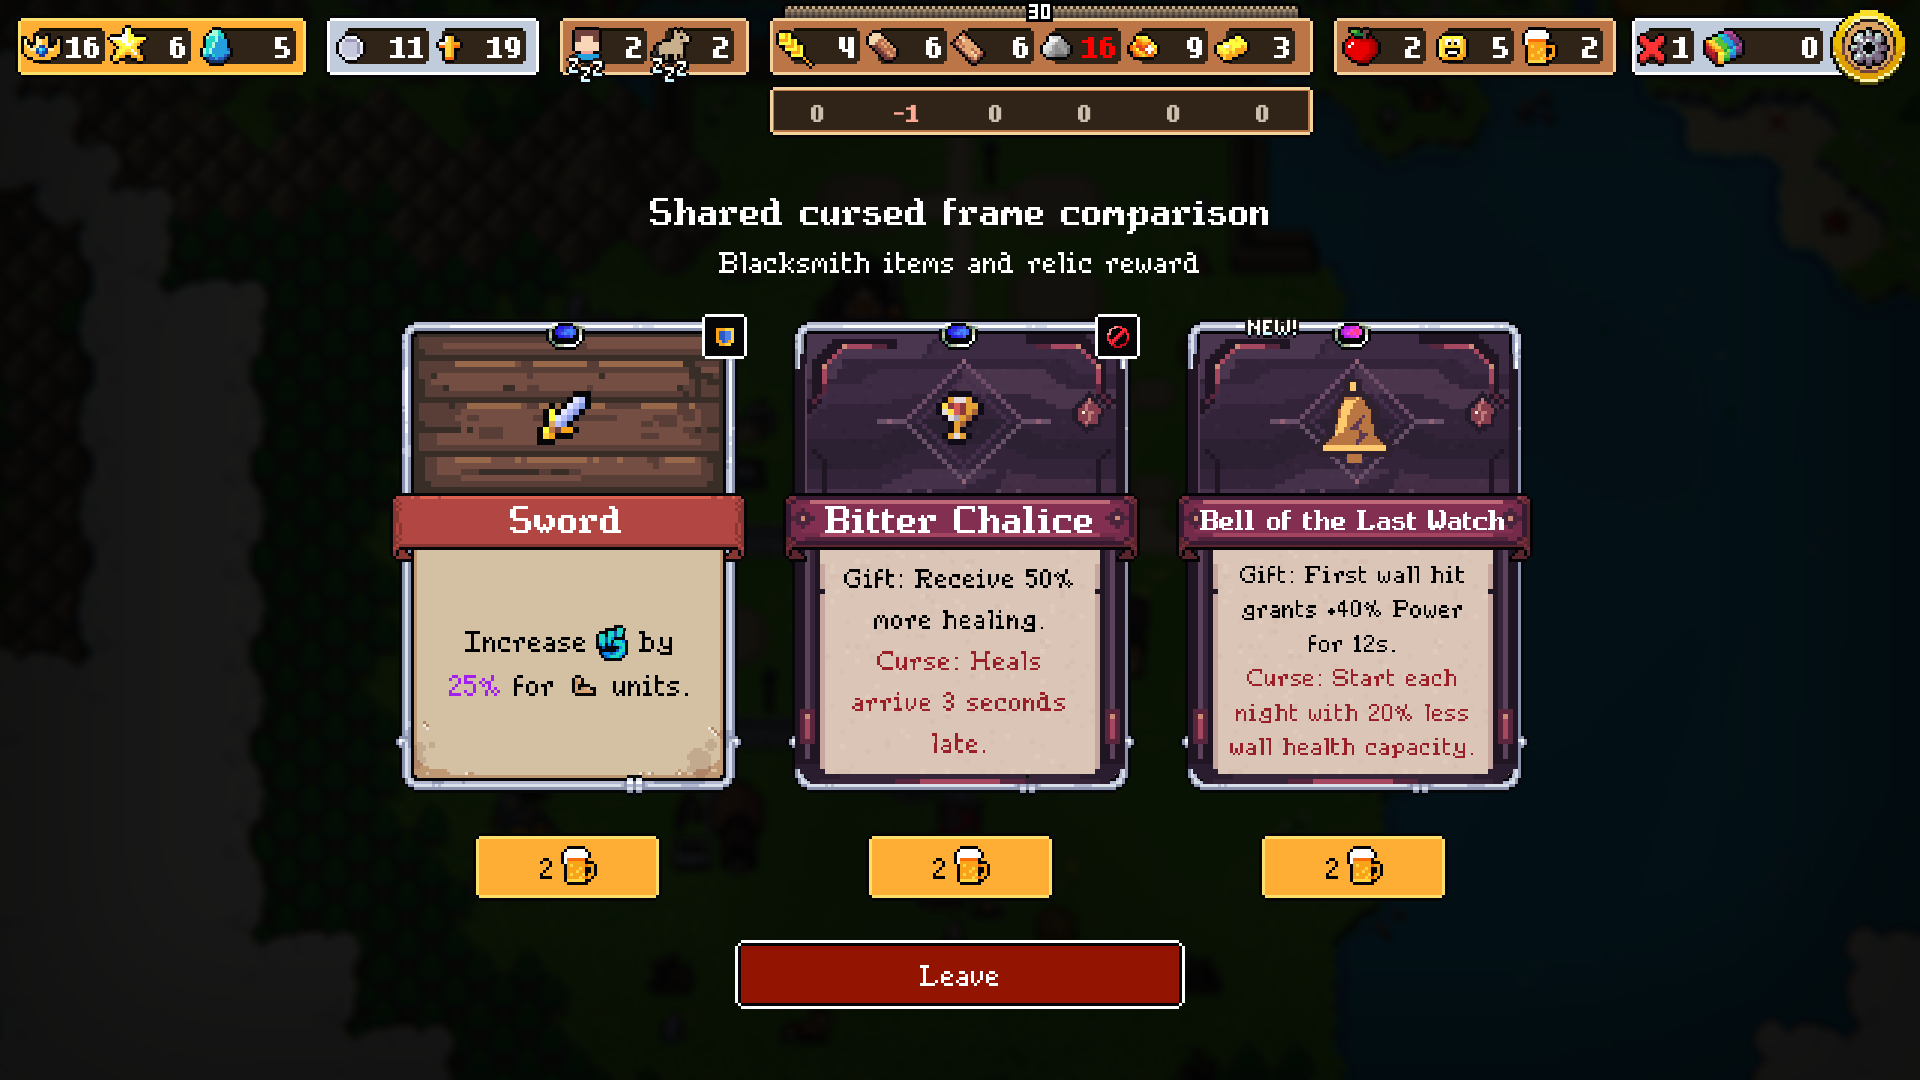 30
16 6 5 11 19 2 2 4 6 6 16 9 3 2 5 2 1 0
zzz zzz
0 -1 0 0 0 0
Shared cursed frame comparison
Blacksmith items and relic reward
Sword
Increase by
25% for units.
2
Bitter Chalice
Gift: Receive 50%
more healing.
Curse: Heals
arrive 3 seconds
late.
2
NEW!
Bell of the Last Watch
Gift: First wall hit
grants +40% Power
for 12s.
Curse: Start each
night with 20% less
wall health capacity.
2
Leave